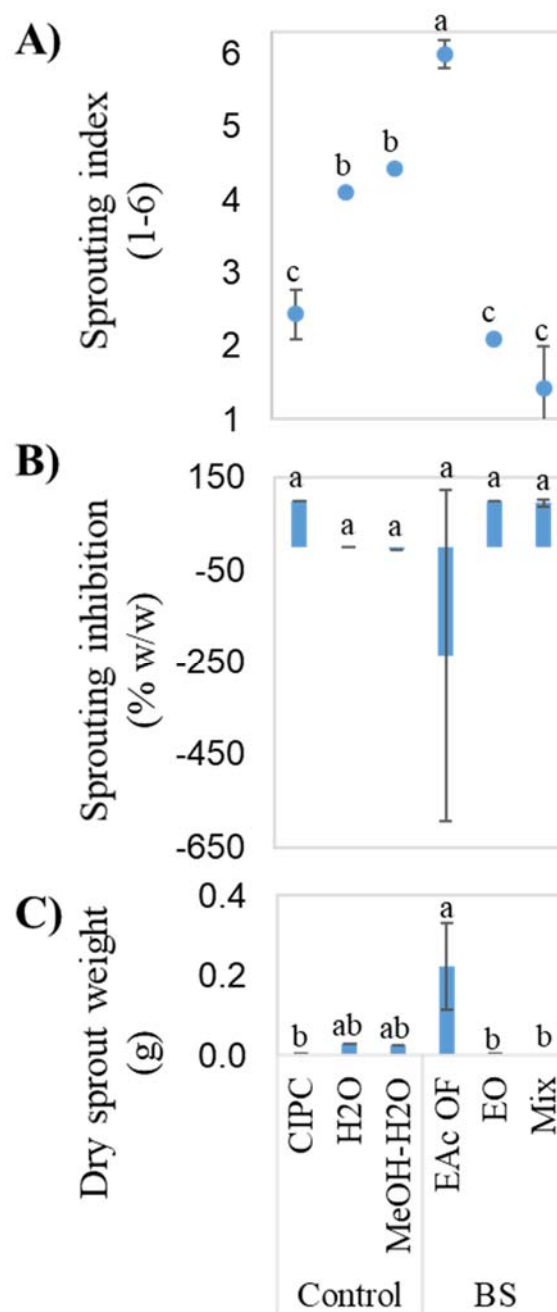 A)
Sprouting index
(1-6)
6
5
4
3
2
1
c
b
b
a
c
c
B)
Sprouting inhibition
(% w/w)
150
-50
-250
-450
-650
a
a
a
a
a
a
C)
Dry sprout weight
(g)
0.4
0.2
0.0
b
ab
ab
a
b
b
CIPC
H2O
MeOH-H2O
EAc OF
EO
Mix
Control
BS